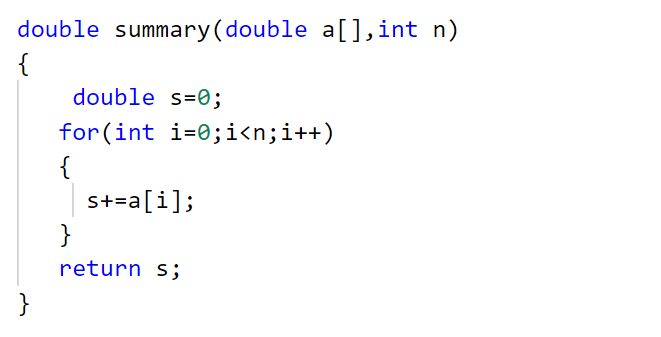 double summary(double a[],int n)
{
    double s=0;
   for(int i=0;i<n;i++)
   {
     s+=a[i];
   }
   return s;
}